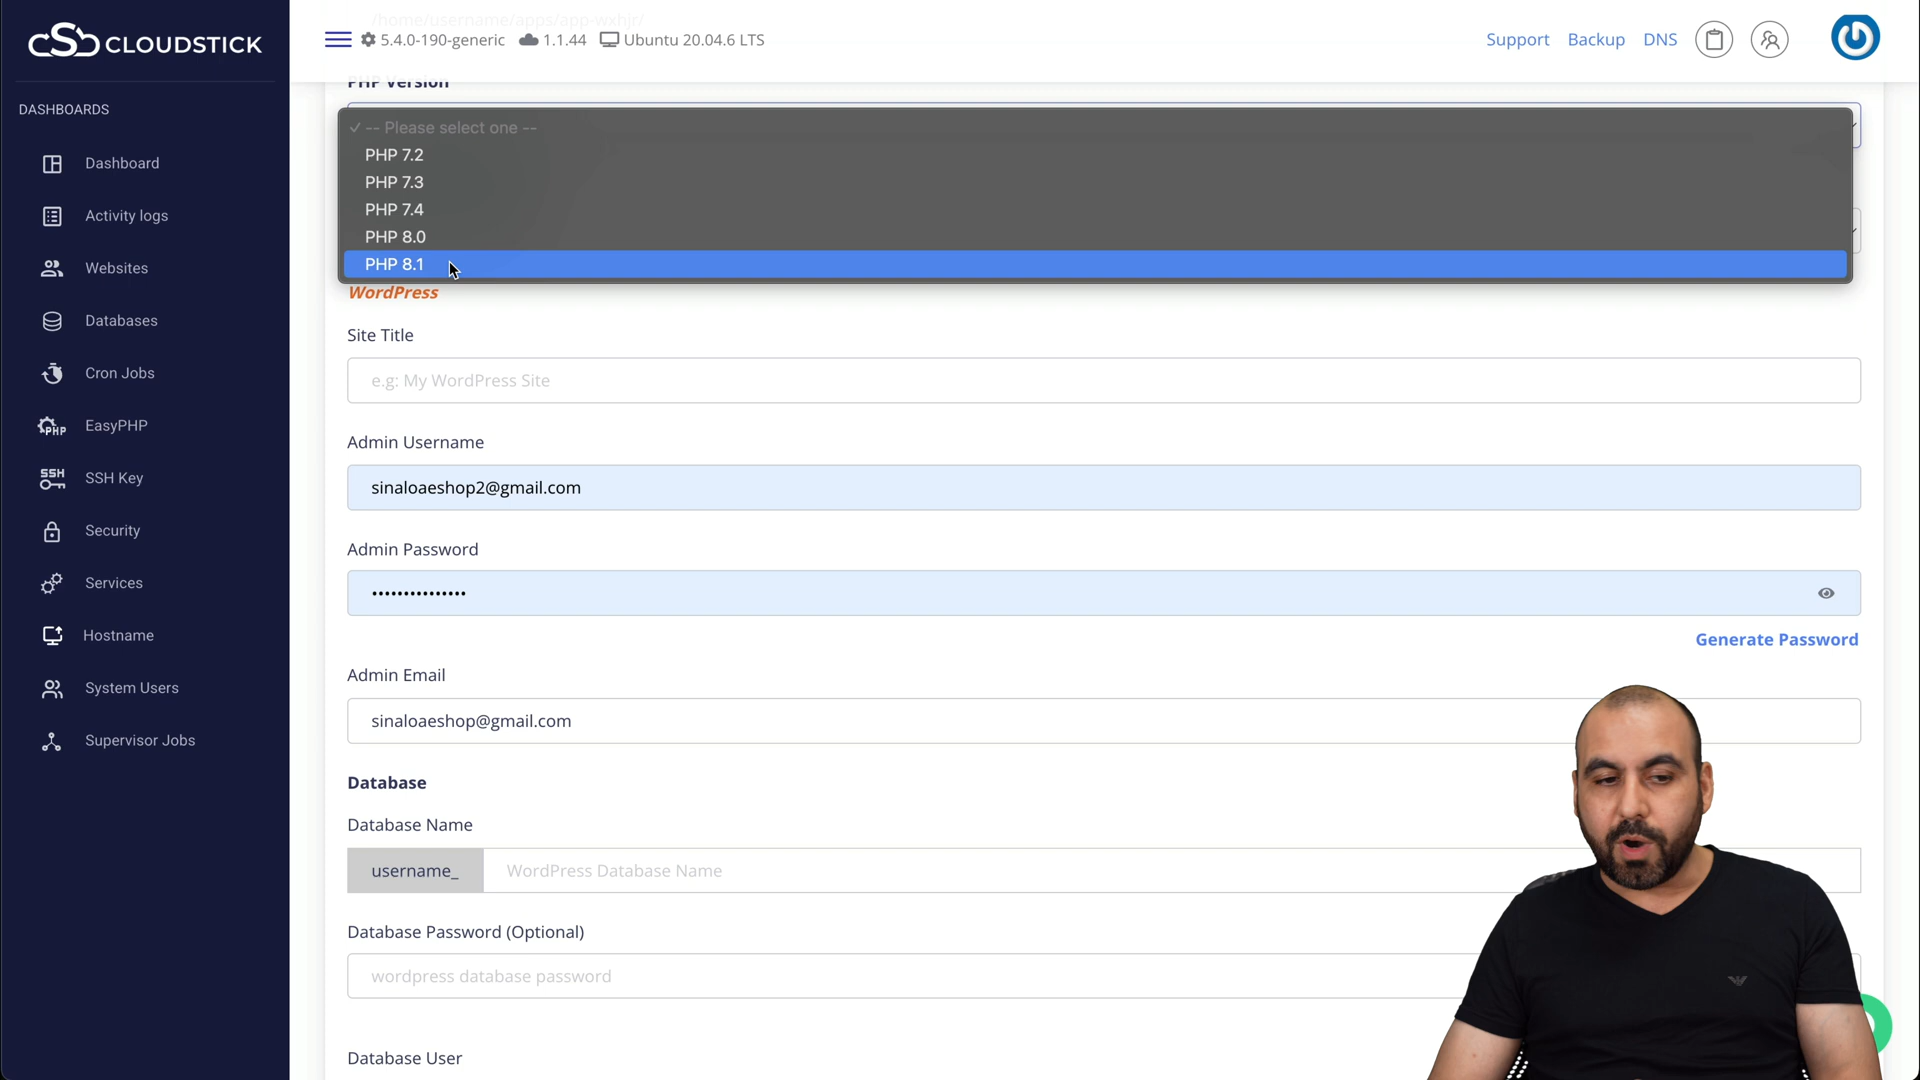 CLOUDSTICK
/home/username/apps/app-wxhjr/
5.4.0-190-generic 1.1.44 Ubuntu 20.04.6 LTS
Support Backup DNS
DASHBOARDS
Dashboard
Activity logs
Websites
Databases
Cron Jobs
EasyPHP
SSH Key
Security
Services
Hostname
System Users
Supervisor Jobs
PHP Version
✓ -- Please select one --
PHP 7.2
PHP 7.3
PHP 7.4
PHP 8.0
PHP 8.1
WordPress
Site Title
e.g: My WordPress Site
Admin Username
sinaloaeshop2@gmail.com
Admin Password
•••••••••••••••
Generate Password
Admin Email
sinaloaeshop@gmail.com
Database
Database Name
username_ WordPress Database Name
Database Password (Optional)
wordpress database password
Database User